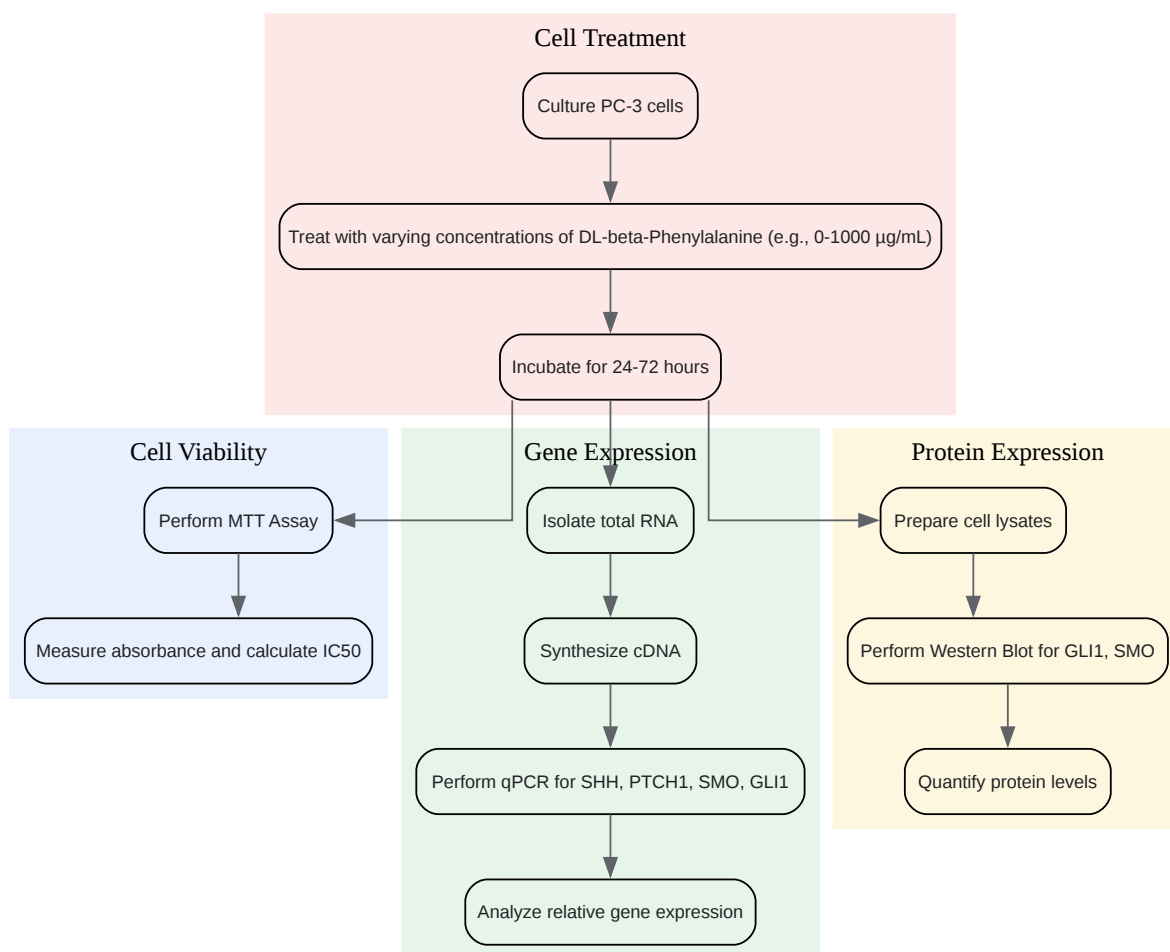 Cell Treatment
Culture PC-3 cells
Treat with varying concentrations of DL-beta-Phenylalanine (e.g., 0-1000 µg/mL)
Incubate for 24-72 hours
Cell Viability
Perform MTT Assay
Measure absorbance and calculate IC50
Gene Expression
Isolate total RNA
Synthesize cDNA
Perform qPCR for SHH, PTCH1, SMO, GLI1
Analyze relative gene expression
Protein Expression
Prepare cell lysates
Perform Western Blot for GLI1, SMO
Quantify protein levels